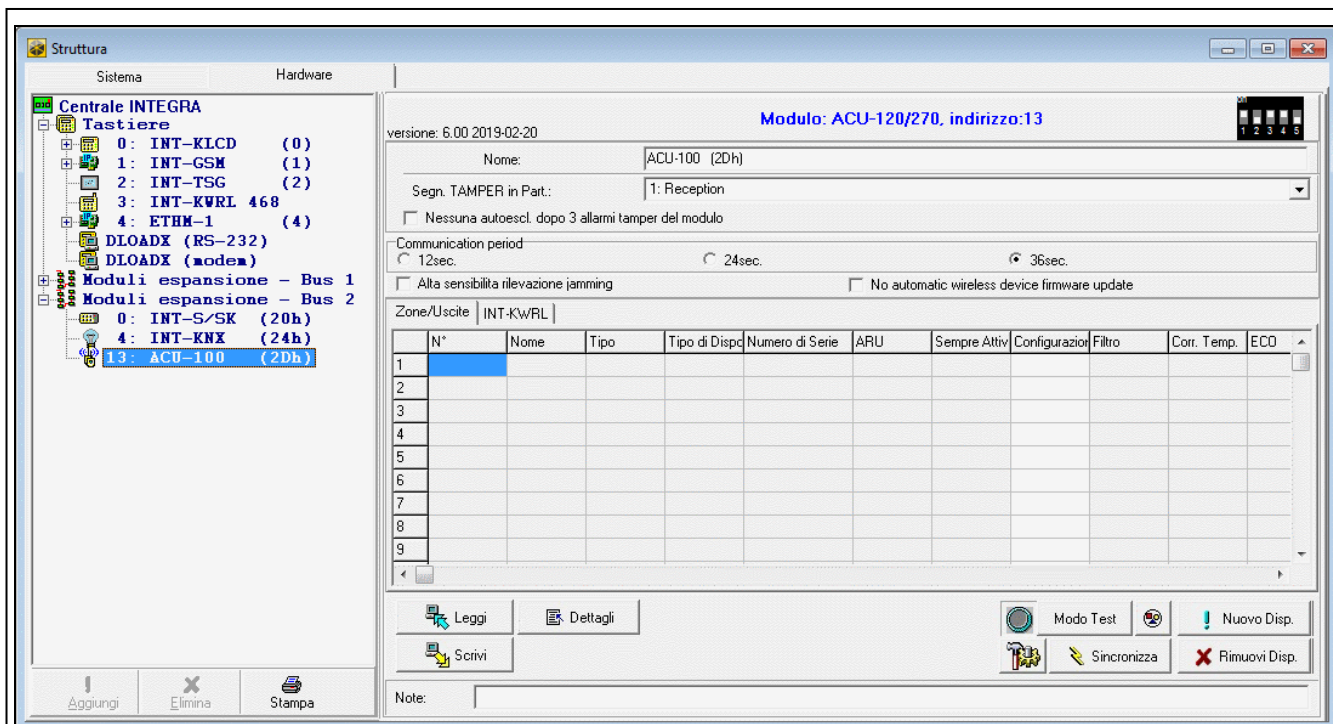 Struttura
Sistema Hardware
Centrale INTEGRA
Tastiere
0: INT-KLCD (0)
1: INT-GSM (1)
2: INT-TSG (2)
3: INT-KWRL 468
4: ETHM-1 (4)
DLOADX (RS-232)
DLOADX (modem)
Moduli espansione - Bus 1
Moduli espansione - Bus 2
0: INT-S/SK (20h)
4: INT-KNX (24h)
13: ACU-100 (2Dh)
Aggiungi Elimina Stampa
versione: 6.00 2019-02-20
Modulo: ACU-120/270, indirizzo:13
1 2 3 4 5
Nome: ACU-100 (2Dh)
Segn. TAMPER in Part.: 1: Reception
Nessuna autoescl. dopo 3 allarmi tamper del modulo
Communication period
12sec. 24sec. 36sec.
Alta sensibilita rilevazione jamming No automatic wireless device firmware update
Zone/Uscite INT-KWRL
N° Nome Tipo Tipo di Dispo Numero di Serie ARU Sempre Attiv Configurazior Filtro Corr. Temp. ECO
1
2
3
4
5
6
7
8
9
Leggi Dettagli Modo Test Nuovo Disp.
Scrivi Sincronizza Rimuovi Disp.
Note: